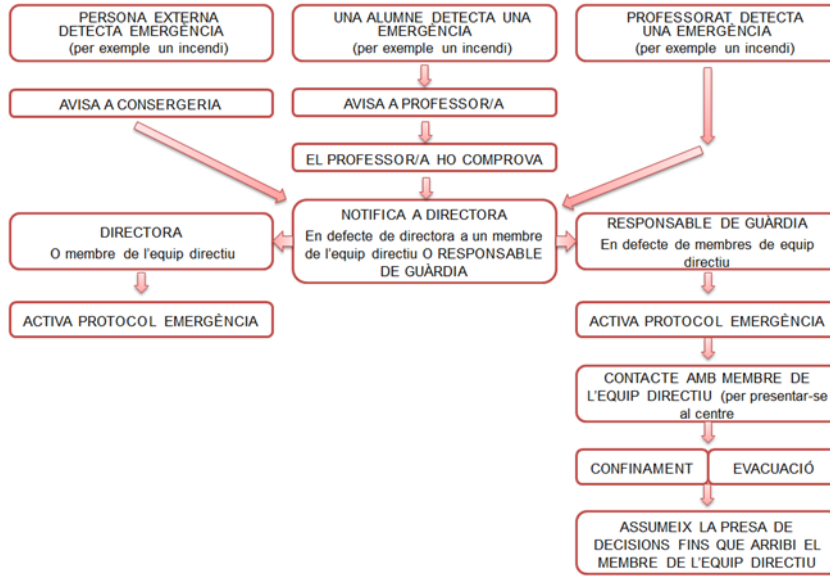 PERSONA EXTERNA
DETECTA EMERGÈNCIA
(per exemple un incendi)
UNA ALUMNE DETECTA UNA
EMERGÈNCIA
(per exemple un incendi)
PROFESSORAT DETECTA
UNA EMERGÈNCIA
(per exemple un incendi)
AVISA A CONSERGERIA
AVISA A PROFESSOR/A
EL PROFESSOR/A HO COMPROVA
NOTIFICA A DIRECTORA
En defecte de directora a un membre
de l'equip directiu O RESPONSABLE
DE GUÀRDIA
DIRECTORA
O membre de l'equip directiu
RESPONSABLE DE GUÀRDIA
En defecte de membres de equip
directiu
ACTIVA PROTOCOL EMERGÈNCIA
ACTIVA PROTOCOL EMERGÈNCIA
CONTACTE AMB MEMBRE DE
L'EQUIP DIRECTIU (per presentar-se
al centre
CONFINAMENT
EVACUACIÓ
ASSUMEIX LA PRESA DE
DECISIONS FINS QUE ARRIBI EL
MEMBRE DE L'EQUIP DIRECTIU